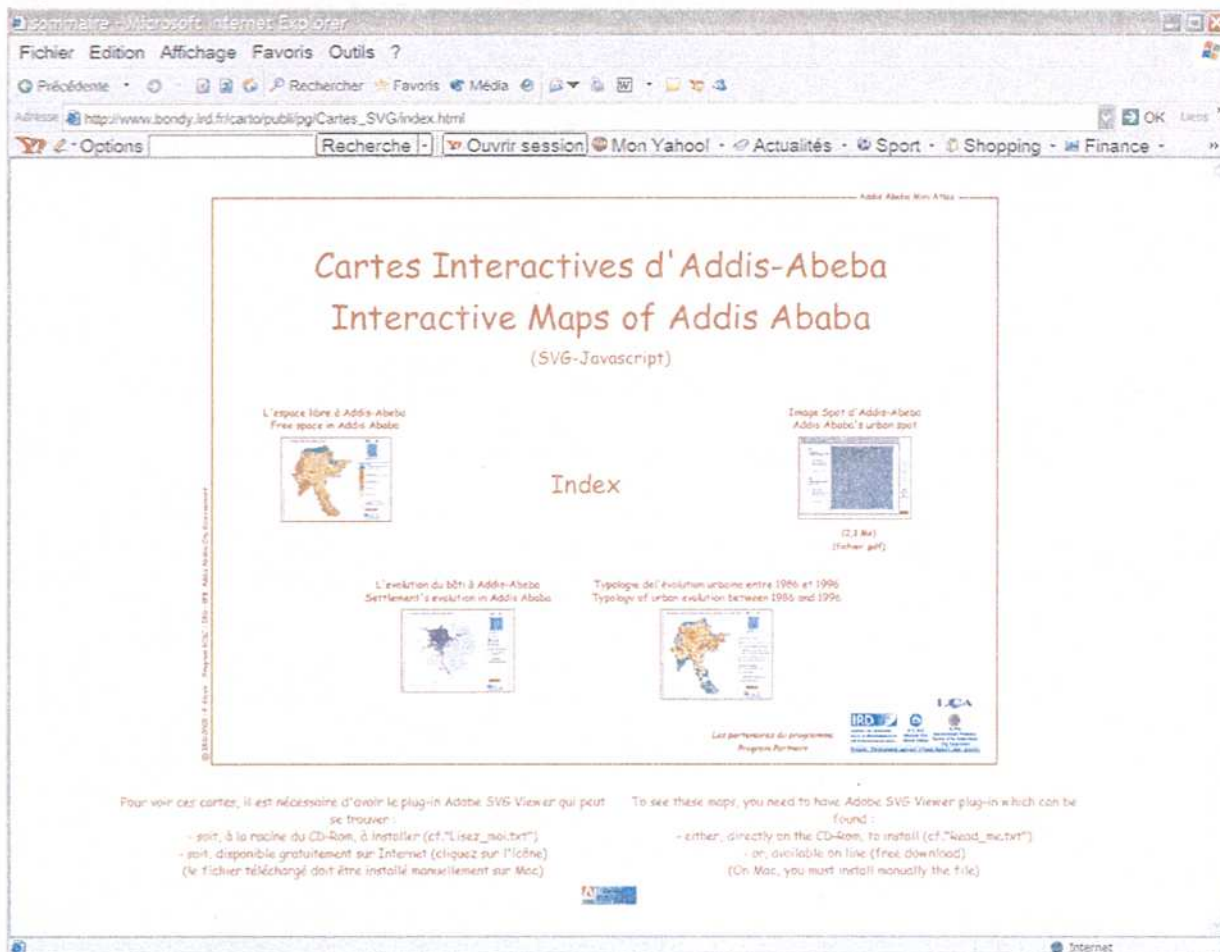 sommaire - Microsoft Internet Explorer
Fichier Edition Affichage Favoris Outils ?
Précédente Rechercher Favoris Média
Adresse http://www.bondy.ird.fr/carto/publi/pg/Cartes_SVG/index.html OK Liens
Options Recherche Ouvrir session Mon Yahoo! Actualités Sport Shopping Finance
Addis Ababa Mini Atlas
Cartes Interactives d'Addis-Abeba
Interactive Maps of Addis Ababa
(SVG-Javascript)
L'espace libre à Addis-Abeba
Free space in Addis Ababa
Image Spot d'Addis-Abeba
Addis Ababa's urban spot
Index
(2,1 Mo)
(fichier pdf)
L'evolution du bâti à Addis-Abeba
Settlement's evolution in Addis Ababa
Typologie del'évolution urbaine entre 1986 et 1996
Typology of urban evolution between 1986 and 1996
Les partenaires du programme
Program Partners
IRD
Pour voir ces cartes, il est nécessaire d'avoir le plug-in Adobe SVG Viewer qui peut
se trouver :
- soit, à la racine du CD-Rom, à installer (cf."Lisez_moi.txt")
- soit, disponible gratuitement sur Internet (cliquez sur l'icône)
(le fichier téléchargé doit être installé manuellement sur Mac)
To see these maps, you need to have Adobe SVG Viewer plug-in which can be
found :
- either, directly on the CD-Rom, to install (cf."Read_me.txt")
- or, available on line (free download)
(On Mac, you must install manually the file)
Internet